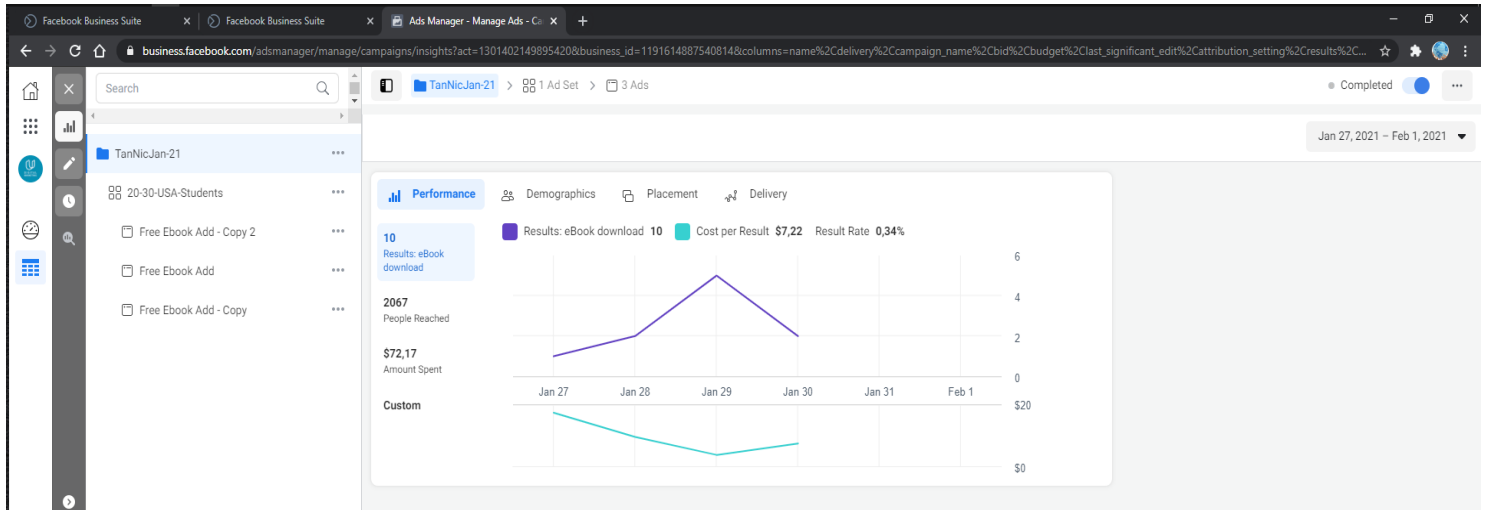 Facebook Business Suite
Facebook Business Suite
Ads Manager - Manage Ads - Ca
business.facebook.com/adsmanager/manage/campaigns/insights?act=1301402149895420&business_id=1191614887540814&columns=name%2Cdelivery%2Ccampaign_name%2Cbid%2Cbudget%2Clast_significant_edit%2Cattribution_setting%2Cresults%2C...
Search
TanNicJan-21 > 1 Ad Set > 3 Ads
Completed
Jan 27, 2021 – Feb 1, 2021
TanNicJan-21
20-30-USA-Students
Free Ebook Add - Copy 2
Free Ebook Add
Free Ebook Add - Copy
Performance
Demographics
Placement
Delivery
10
Results: eBook
download
2067
People Reached
$72,17
Amount Spent
Custom
Results: eBook download 10
Cost per Result $7,22
Result Rate 0,34%
6
4
2
0
Jan 27
Jan 28
Jan 29
Jan 30
Jan 31
Feb 1
$20
$0